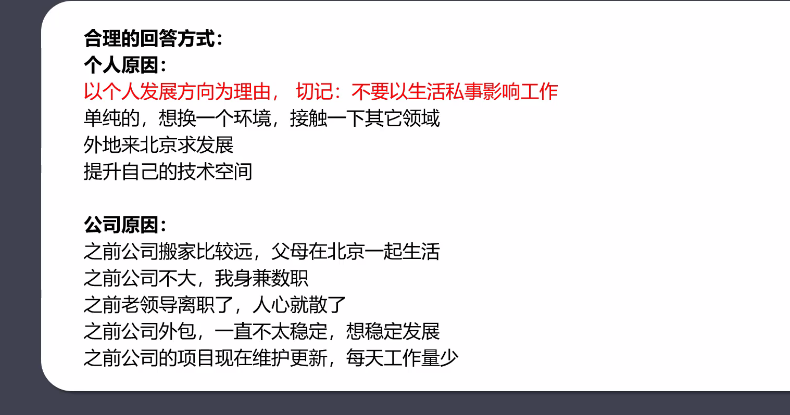 合理的回答方式：
个人原因：
以个人发展方向为理由， 切记：不要以生活私事影响工作
单纯的，想换一个环境，接触一下其它领域
外地来北京求发展
提升自己的技术空间
公司原因：
之前公司搬家比较远，父母在北京一起生活
之前公司不大，我身兼数职
之前老领导离职了，人心就散了
之前公司外包，一直不太稳定，想稳定发展
之前公司的项目现在维护更新，每天工作量少